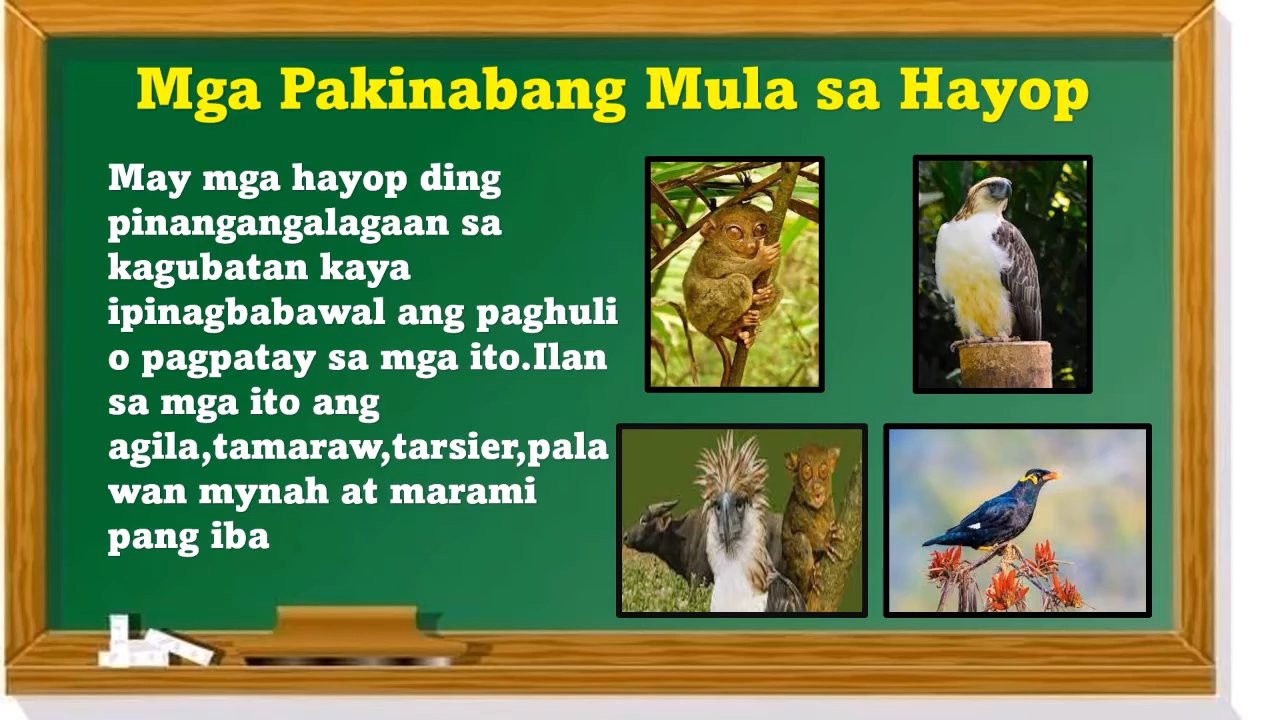 Mga Pakinabang Mula sa Hayop
May mga hayop ding
pinangangalagaan sa
kagubatan kaya
ipinagbabawal ang paghuli
o pagpatay sa mga ito.Ilan
sa mga ito ang
agila,tamaraw,tarsier,pala
wan mynah at marami
pang iba